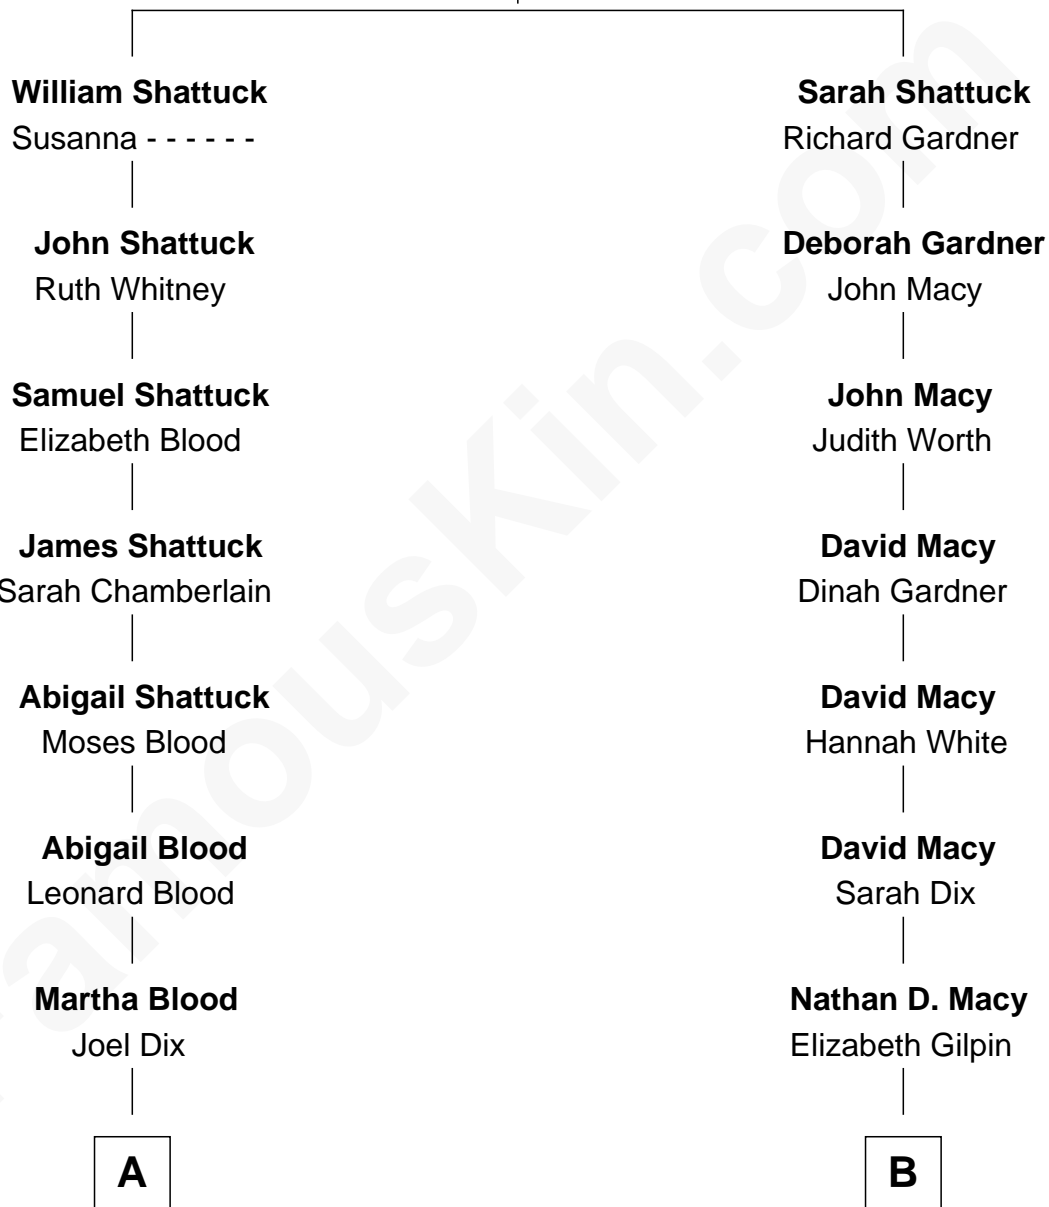 William Shattuck
Susanna - - - - - -
John Shattuck
Ruth Whitney
Samuel Shattuck
Elizabeth Blood
James Shattuck
Sarah Chamberlain
Abigail Shattuck
Moses Blood
Abigail Blood
Leonard Blood
Martha Blood
Joel Dix
A
Sarah Shattuck
Richard Gardner
Deborah Gardner
John Macy
John Macy
Judith Worth
David Macy
Dinah Gardner
David Macy
Hannah White
David Macy
Sarah Dix
Nathan D. Macy
Elizabeth Gilpin
B
FamousKin.com